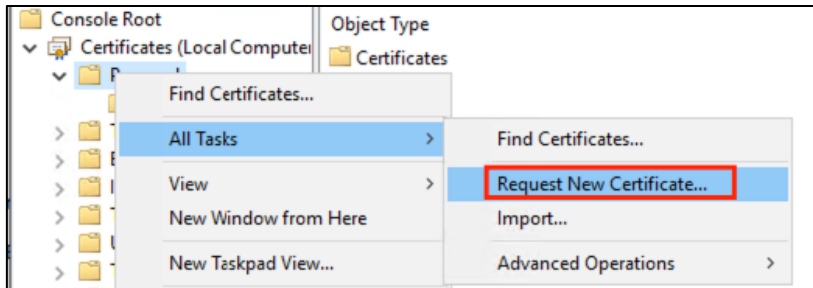 Console Root
Certificates (Local Computer
Object Type
Certificates
Find Certificates...
All Tasks
View
New Window from Here
New Taskpad View...
Find Certificates...
Request New Certificate...
Import...
Advanced Operations